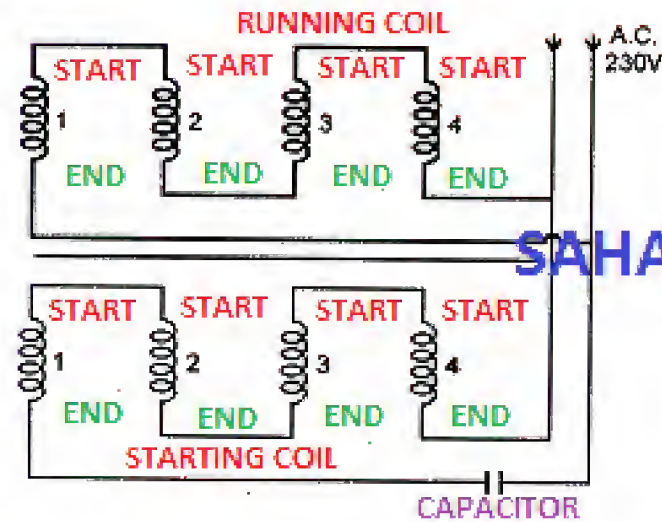 RUNNING COIL
A.C.
230V
START START START START
1 2 3 4
END END END END
SAHA
START START START START
1 2 3 4
END END END END
STARTING COIL
CAPACITOR